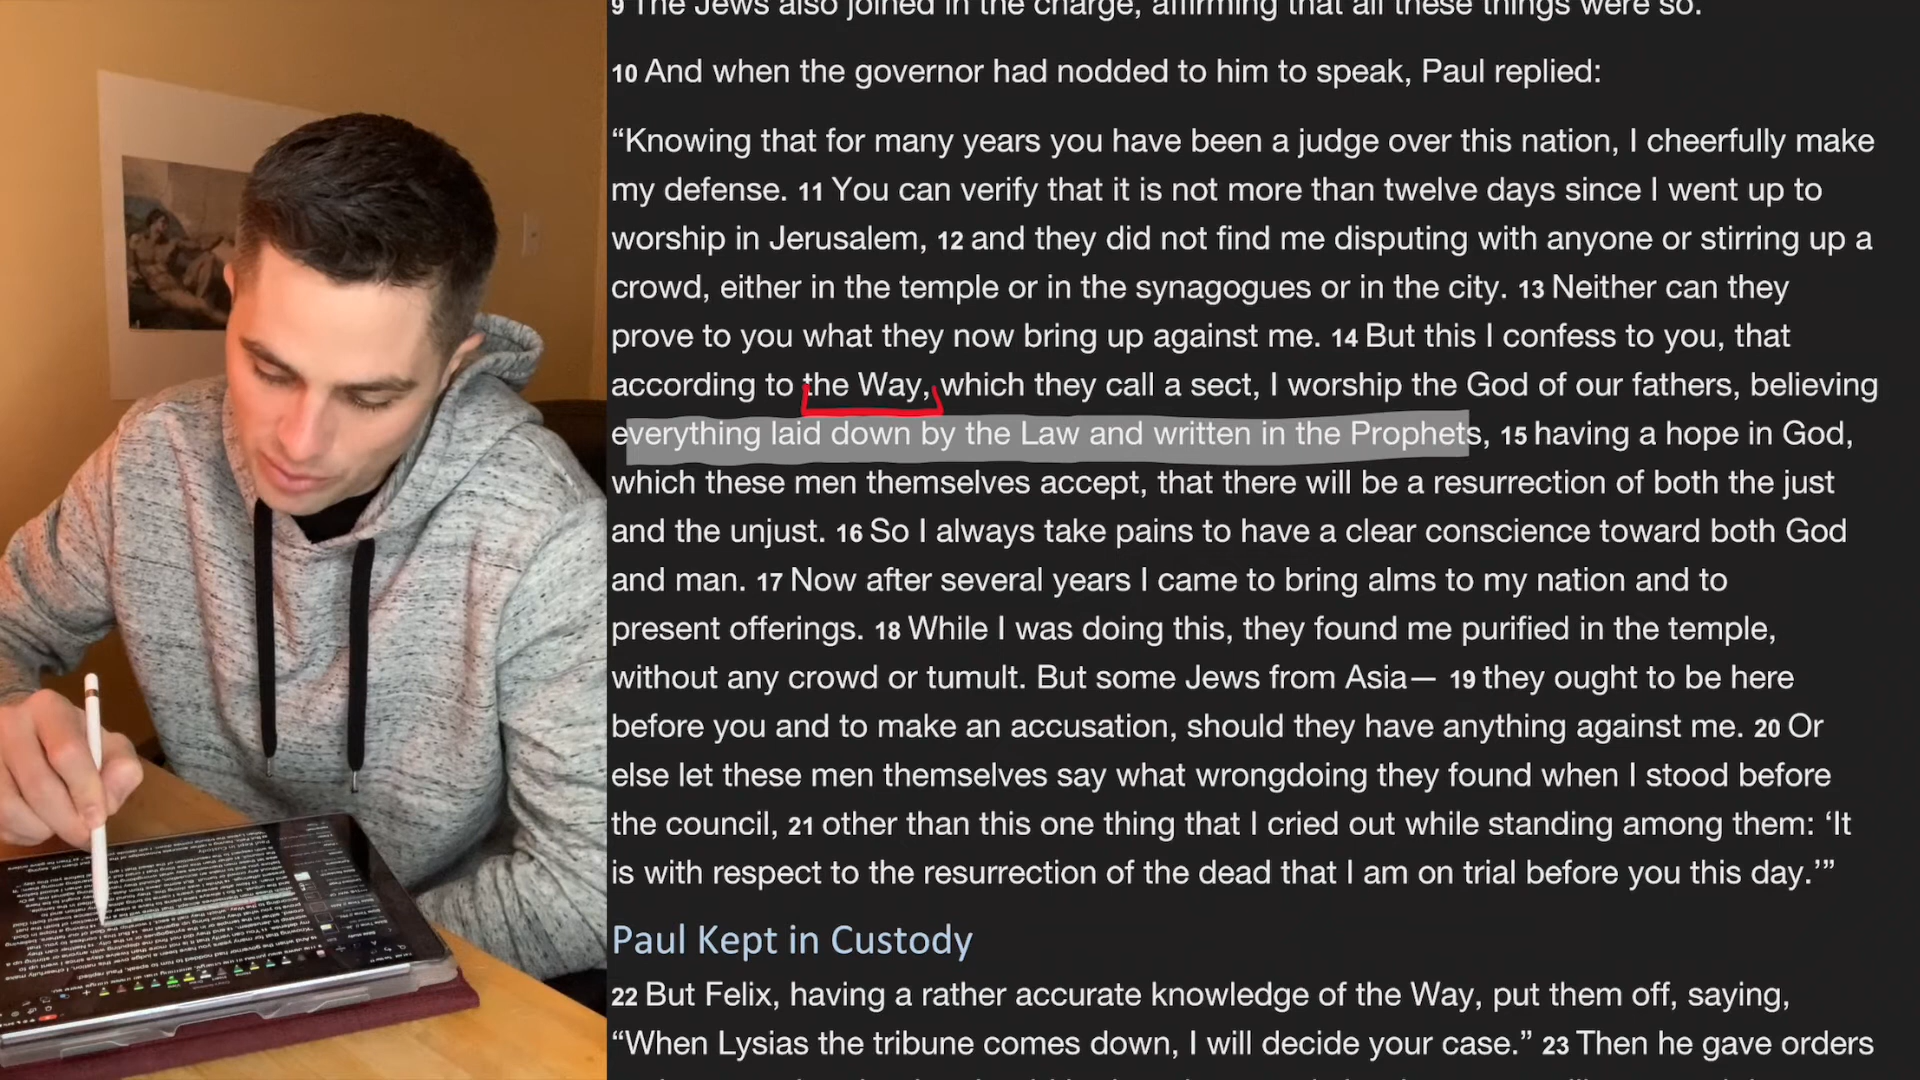 9 The Jews also joined in the charge, affirming that all these things were so.
10 And when the governor had nodded to him to speak, Paul replied:
“Knowing that for many years you have been a judge over this nation, I cheerfully make
my defense. 11 You can verify that it is not more than twelve days since I went up to
worship in Jerusalem, 12 and they did not find me disputing with anyone or stirring up a
crowd, either in the temple or in the synagogues or in the city. 13 Neither can they
prove to you what they now bring up against me. 14 But this I confess to you, that
according to the Way, which they call a sect, I worship the God of our fathers, believing
everything laid down by the Law and written in the Prophets, 15 having a hope in God,
which these men themselves accept, that there will be a resurrection of both the just
and the unjust. 16 So I always take pains to have a clear conscience toward both God
and man. 17 Now after several years I came to bring alms to my nation and to
present offerings. 18 While I was doing this, they found me purified in the temple,
without any crowd or tumult. But some Jews from Asia— 19 they ought to be here
before you and to make an accusation, should they have anything against me. 20 Or
else let these men themselves say what wrongdoing they found when I stood before
the council, 21 other than this one thing that I cried out while standing among them: ‘It
is with respect to the resurrection of the dead that I am on trial before you this day.’”
Paul Kept in Custody
22 But Felix, having a rather accurate knowledge of the Way, put them off, saying,
“When Lysias the tribune comes down, I will decide your case.” 23 Then he gave orders